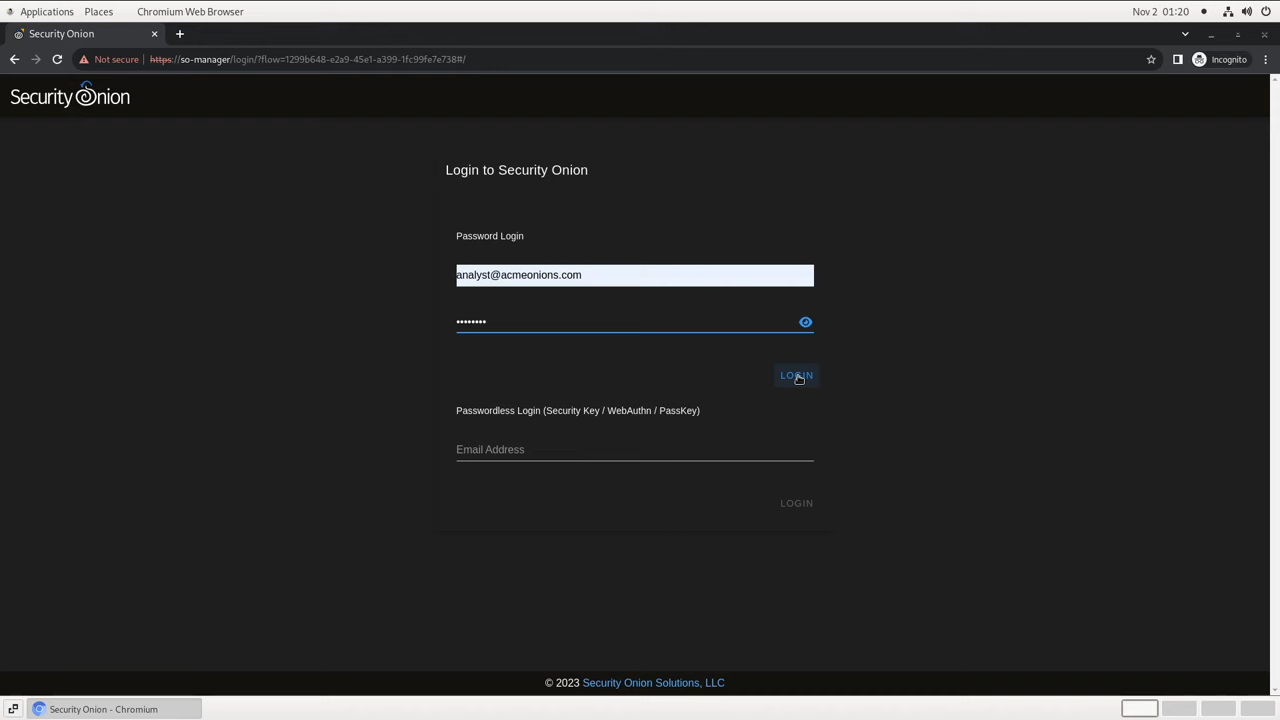 Applications Places Chromium Web Browser Nov 2 01:20
Security Onion
Not secure https://so-manager/login/?flow=1299b648-e2a9-45e1-a399-1fc99fe7e738#/ Incognito
Security Onion
Login to Security Onion
Password Login
analyst@acmeonions.com
••••••••
LOGIN
Passwordless Login (Security Key / WebAuthn / PassKey)
Email Address
LOGIN
© 2023 Security Onion Solutions, LLC
Security Onion - Chromium